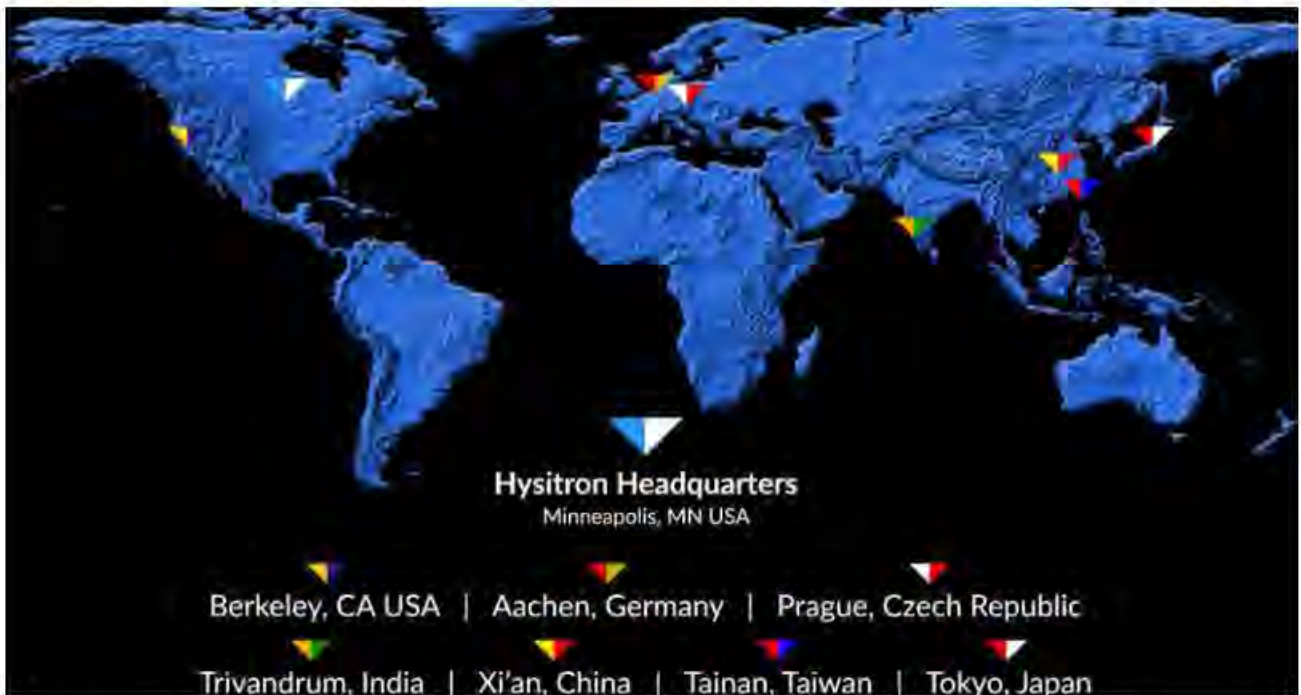 Hysitron Headquarters
Minneapolis, MN USA
Berkeley, CA USA | Aachen, Germany | Prague, Czech Republic
Trivandrum, India | Xi'an, China | Tainan, Taiwan | Tokyo, Japan